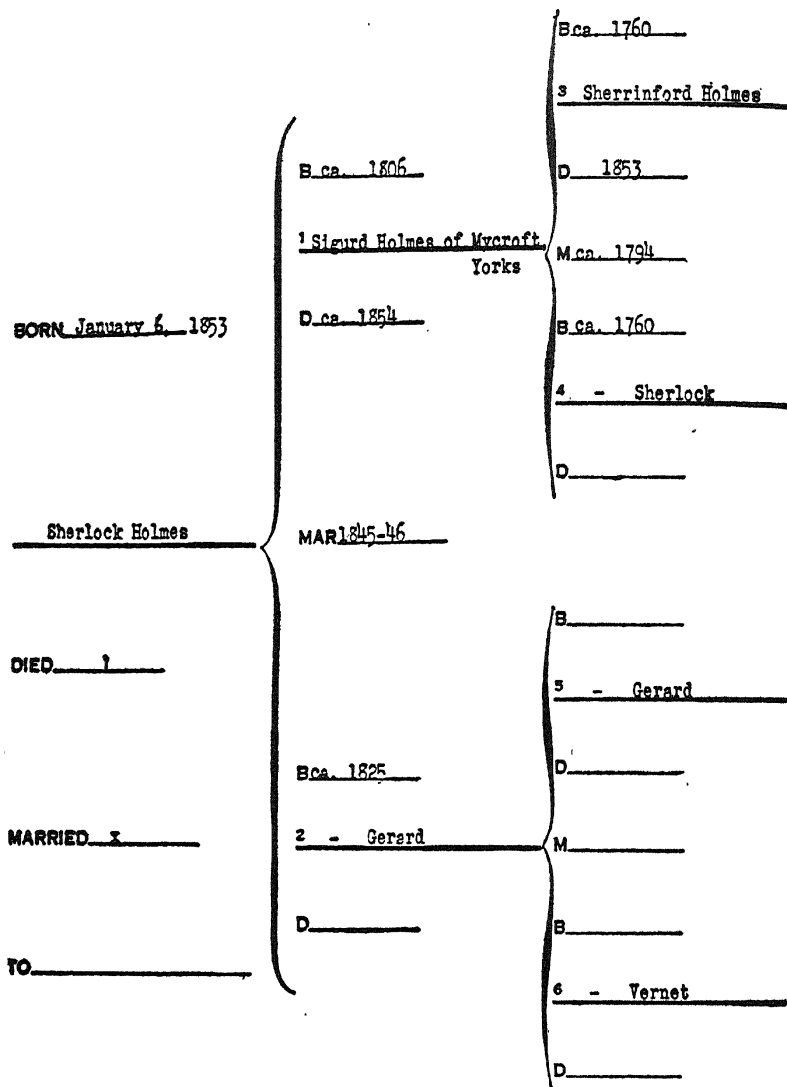 BORN January 6, 1853
Sherlock Holmes
DIED ?
MARRIED x
TO
B ca. 1806
1 Sigurd Holmes of Mycroft
Yorks
D ca. 1854
MAR 1845-46
B ca. 1825
2 - Gerard
D
B ca. 1760
3 Sherrinford Holmes
D 1853
M ca. 1794
B ca. 1760
4 - Sherlock
D
B
5 - Gerard
D
M
B
6 - Vernet
D